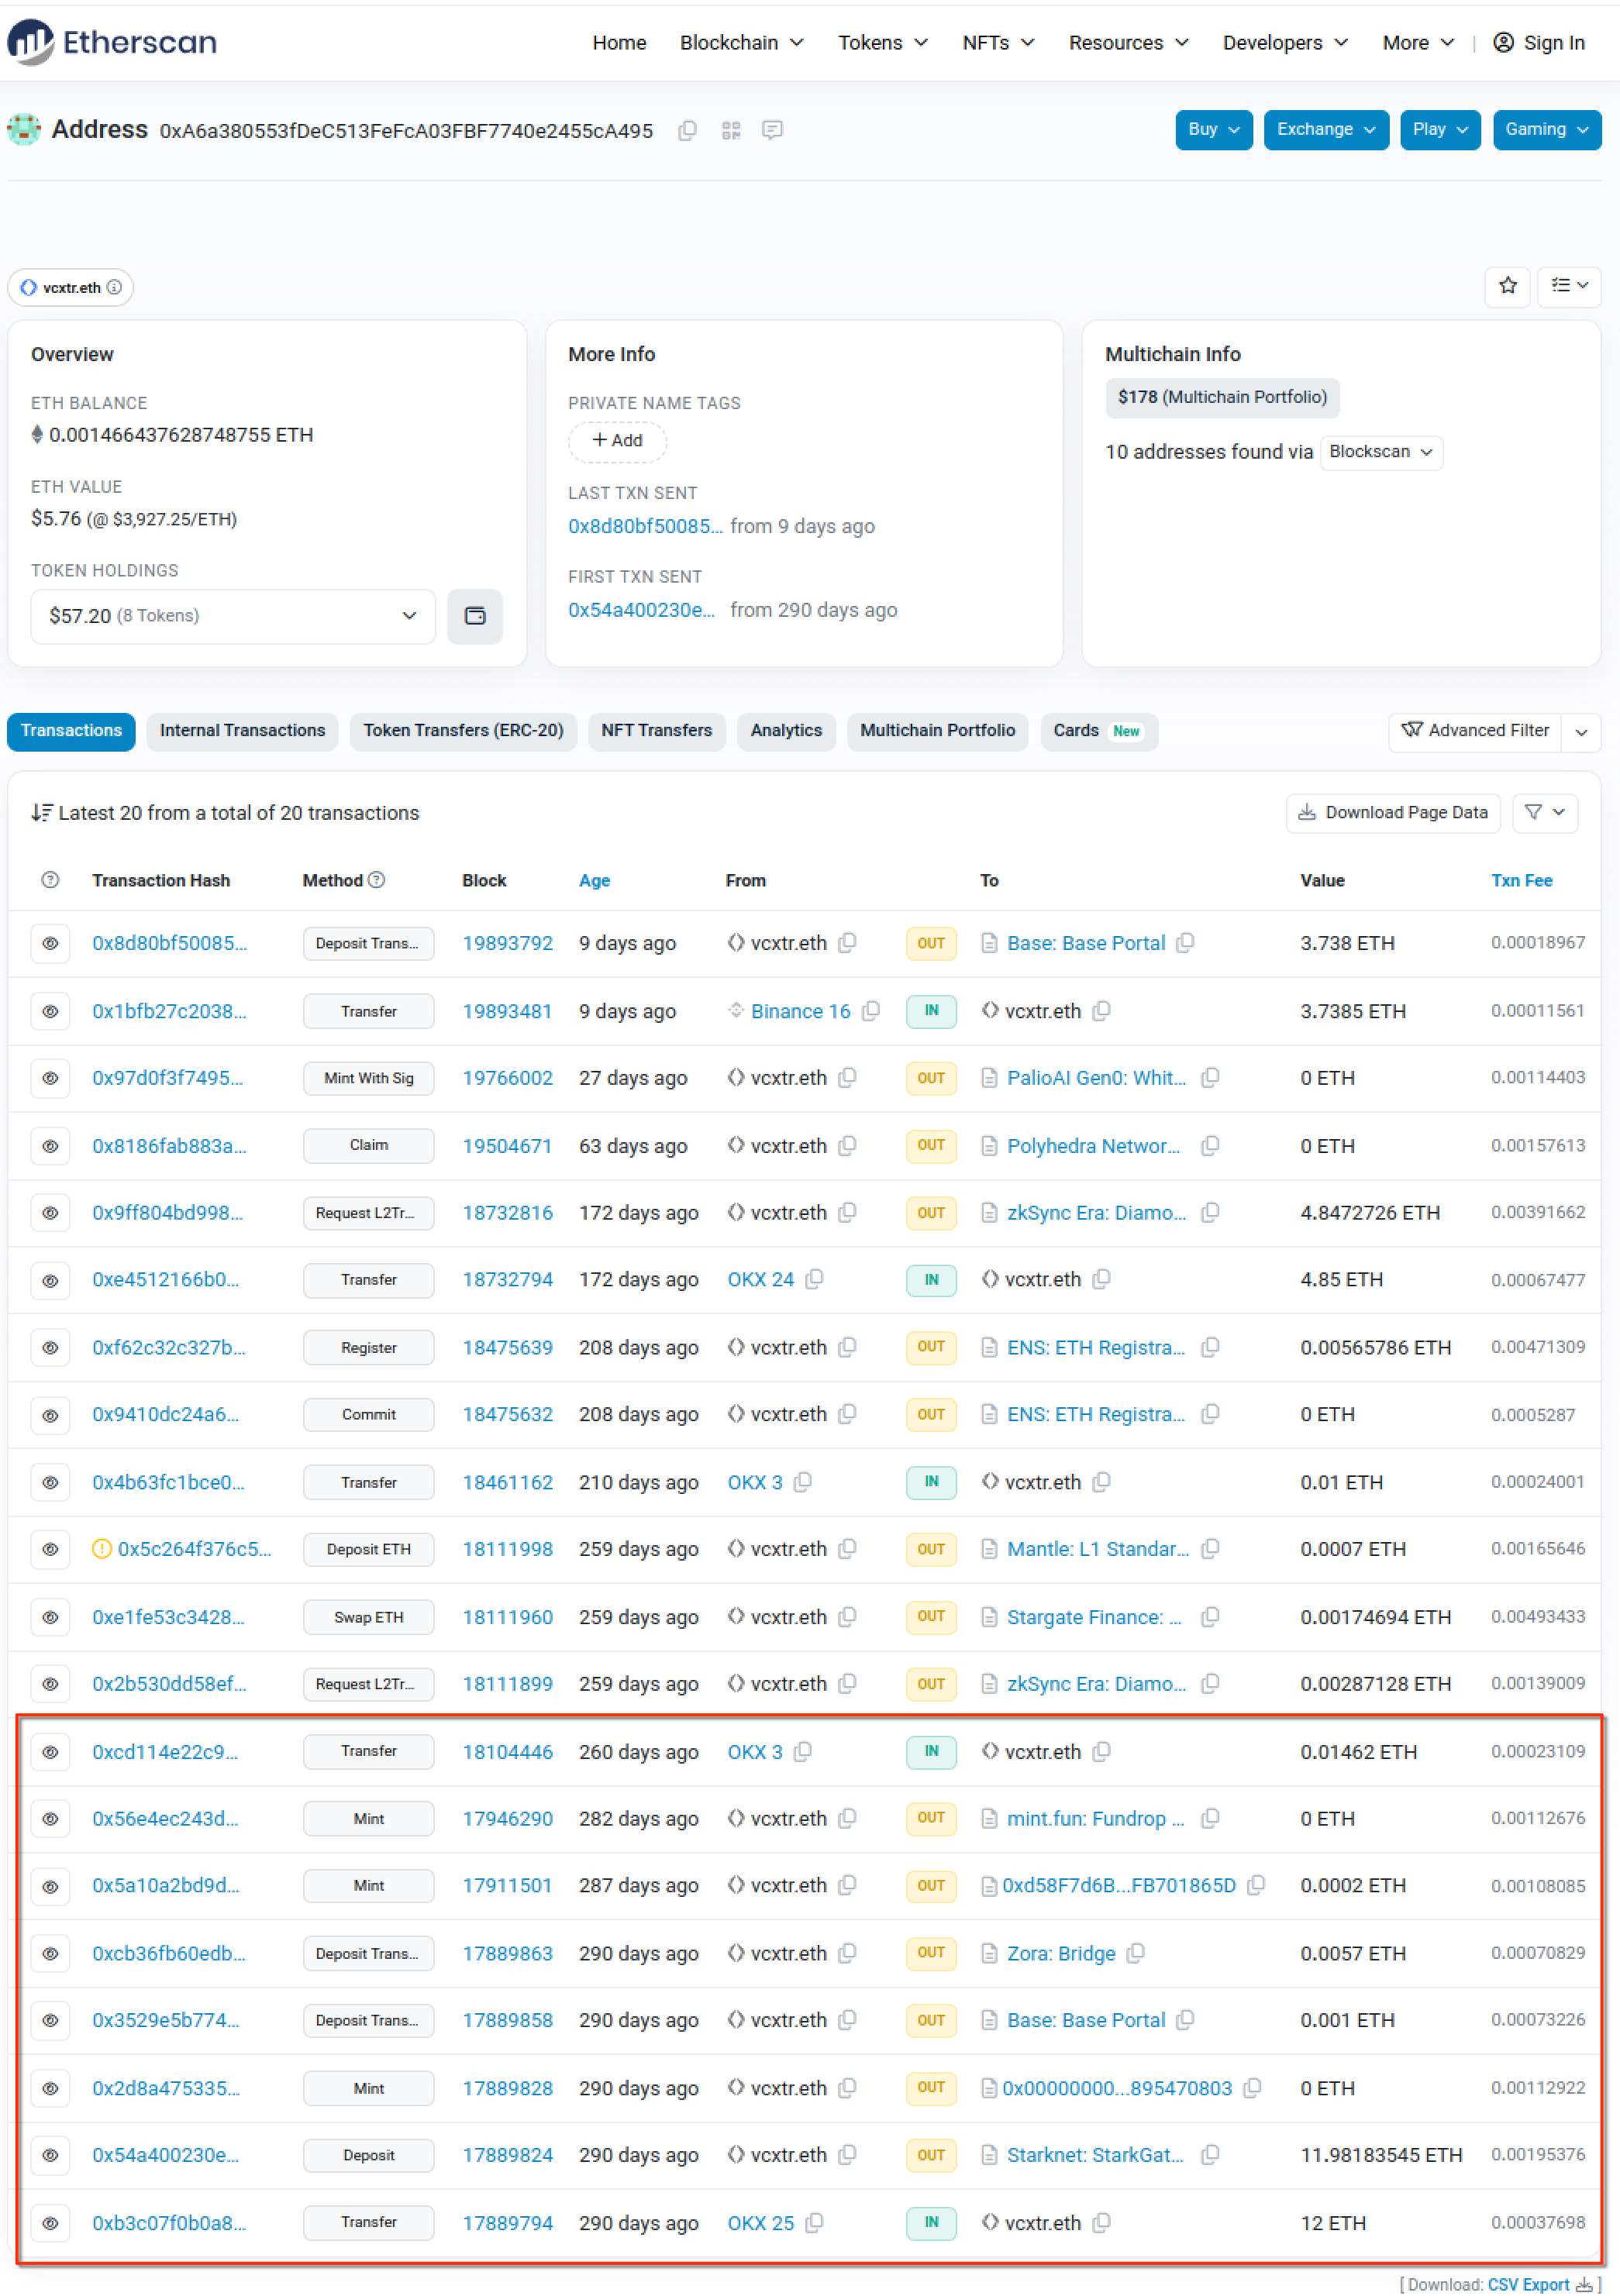 Etherscan
Home Blockchain Tokens NFTs Resources Developers More | Sign In
Address 0xA6a380553fDeC513FeFcA03FBF7740e2455cA495
Buy Exchange Play Gaming
vcxtr.eth
Overview
ETH BALANCE
0.001466437628748755 ETH
ETH VALUE
$5.76 (@ $3,927.25/ETH)
TOKEN HOLDINGS
$57.20 (8 Tokens)
More Info
PRIVATE NAME TAGS
+ Add
LAST TXN SENT
0x8d80bf50085... from 9 days ago
FIRST TXN SENT
0x54a400230e... from 290 days ago
Multichain Info
$178 (Multichain Portfolio)
10 addresses found via Blockscan
Transactions Internal Transactions Token Transfers (ERC-20) NFT Transfers Analytics Multichain Portfolio Cards New Advanced Filter
Latest 20 from a total of 20 transactions Download Page Data
Transaction Hash Method Block Age From To Value Txn Fee
0x8d80bf50085... Deposit Trans... 19893792 9 days ago vcxtr.eth OUT Base: Base Portal 3.738 ETH 0.00018967
0x1bfb27c2038... Transfer 19893481 9 days ago Binance 16 IN vcxtr.eth 3.7385 ETH 0.00011561
0x97d0f3f7495... Mint With Sig 19766002 27 days ago vcxtr.eth OUT PalioAI Gen0: Whit... 0 ETH 0.00114403
0x8186fab883a... Claim 19504671 63 days ago vcxtr.eth OUT Polyhedra Networ... 0 ETH 0.00157613
0x9ff804bd998... Request L2Tr... 18732816 172 days ago vcxtr.eth OUT zkSync Era: Diamo... 4.8472726 ETH 0.00391662
0xe4512166b0... Transfer 18732794 172 days ago OKX 24 IN vcxtr.eth 4.85 ETH 0.00067477
0xf62c32c327b... Register 18475639 208 days ago vcxtr.eth OUT ENS: ETH Registra... 0.00565786 ETH 0.00471309
0x9410dc24a6... Commit 18475632 208 days ago vcxtr.eth OUT ENS: ETH Registra... 0 ETH 0.0005287
0x4b63fc1bce0... Transfer 18461162 210 days ago OKX 3 IN vcxtr.eth 0.01 ETH 0.00024001
0x5c264f376c5... Deposit ETH 18111998 259 days ago vcxtr.eth OUT Mantle: L1 Standar... 0.0007 ETH 0.00165646
0xe1fe53c3428... Swap ETH 18111960 259 days ago vcxtr.eth OUT Stargate Finance: ... 0.00174694 ETH 0.00493433
0x2b530dd58ef... Request L2Tr... 18111899 259 days ago vcxtr.eth OUT zkSync Era: Diamo... 0.00287128 ETH 0.00139009
0xcd114e22c9... Transfer 18104446 260 days ago OKX 3 IN vcxtr.eth 0.01462 ETH 0.00023109
0x56e4ec243d... Mint 17946290 282 days ago vcxtr.eth OUT mint.fun: Fundrop ... 0 ETH 0.00112676
0x5a10a2bd9d... Mint 17911501 287 days ago vcxtr.eth OUT 0xd58F7d6B...FB701865D 0.0002 ETH 0.00108085
0xcb36fb60edb... Deposit Trans... 17889863 290 days ago vcxtr.eth OUT Zora: Bridge 0.0057 ETH 0.00070829
0x3529e5b774... Deposit Trans... 17889858 290 days ago vcxtr.eth OUT Base: Base Portal 0.001 ETH 0.00073226
0x2d8a475335... Mint 17889828 290 days ago vcxtr.eth OUT 0x00000000...895470803 0 ETH 0.00112922
0x54a400230e... Deposit 17889824 290 days ago vcxtr.eth OUT Starknet: StarkGat... 11.98183545 ETH 0.00195376
0xb3c07f0b0a8... Transfer 17889794 290 days ago OKX 25 IN vcxtr.eth 12 ETH 0.00037698
[ Download: CSV Export ]